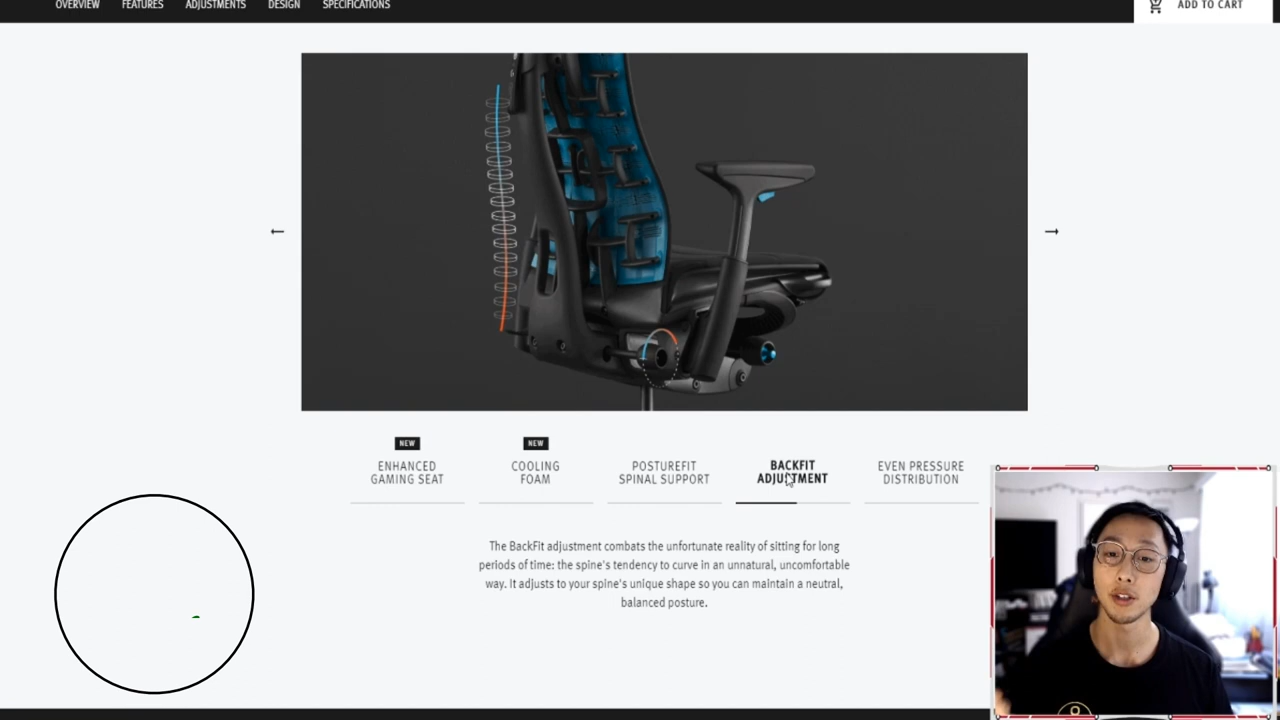 OVERVIEW FEATURES ADJUSTMENTS DESIGN SPECIFICATIONS
ADD TO CART
NEW
ENHANCED
GAMING SEAT
NEW
COOLING
FOAM
POSTUREFIT
SPINAL SUPPORT
BACKFIT
ADJUSTMENT
EVEN PRESSURE
DISTRIBUTION
The BackFit adjustment combats the unfortunate reality of sitting for long
periods of time: the spine's tendency to curve in an unnatural, uncomfortable
way. It adjusts to your spine's unique shape so you can maintain a neutral,
balanced posture.